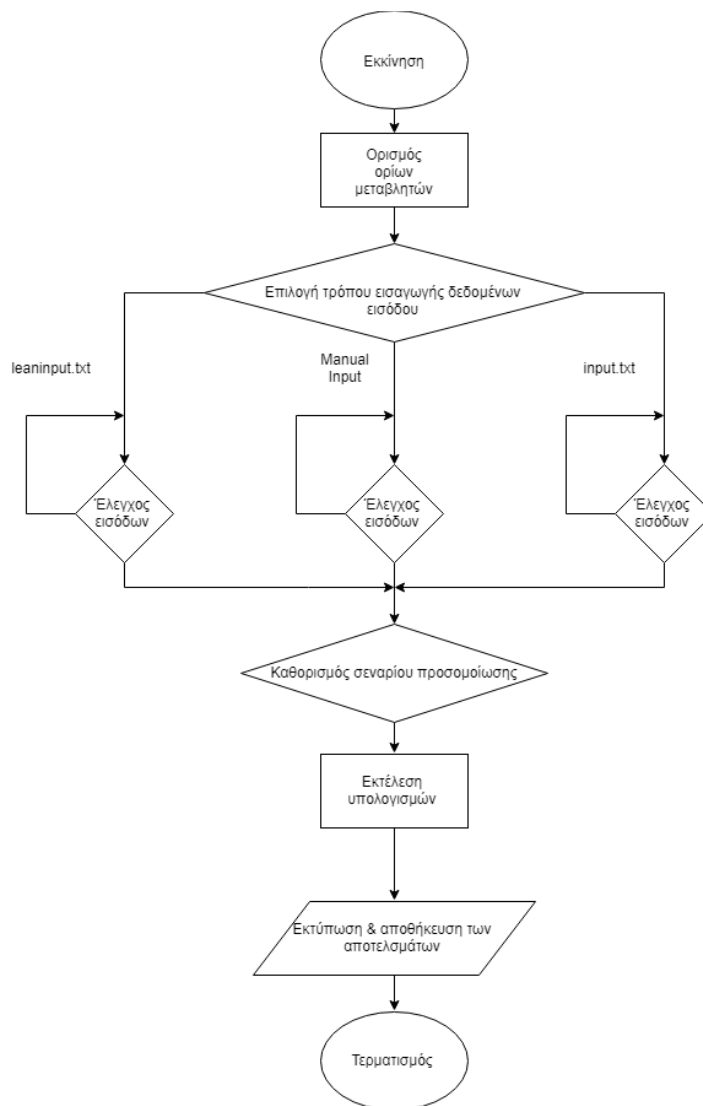 Εκκίνηση
Ορισμός
ορίων
μεταβλητών
Επιλογή τρόπου εισαγωγής δεδομένων
εισόδου
leaninput.txt
Manual
Input
input.txt
Έλεγχος
εισόδων
Έλεγχος
εισόδων
Έλεγχος
εισόδων
Καθορισμός σεναρίου προσομοίωσης
Εκτέλεση
υπολογισμών
Εκτύπωση & αποθήκευση των
αποτελσμάτων
Τερματισμός